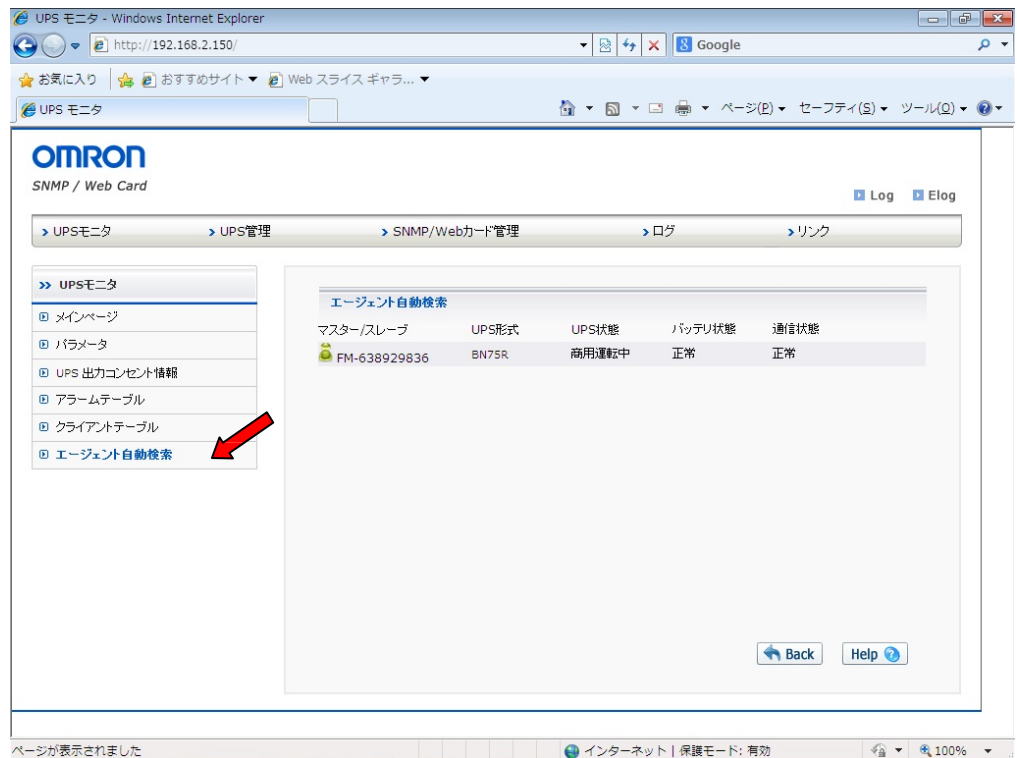 UPS モニタ - Windows Internet Explorer
http://192.168.2.150/
Google
お気に入り おすすめサイト Web スライス ギャラ...
UPS モニタ
ページ(P) セーフティ(S) ツール(O)
OMRON
SNMP / Web Card
Log Elog
UPSモニタ UPS管理 SNMP/Webカード管理 ログ リンク
UPSモニタ
メインページ
パラメータ
UPS 出力コンセント情報
アラームテーブル
クライアントテーブル
エージェント自動検索
エージェント自動検索
マスター/スレーブ UPS形式 UPS状態 バッテリ状態 通信状態
FM-638929836 BN75R 商用運転中 正常 正常
Back Help
ページが表示されました インターネット | 保護モード: 有効 100%